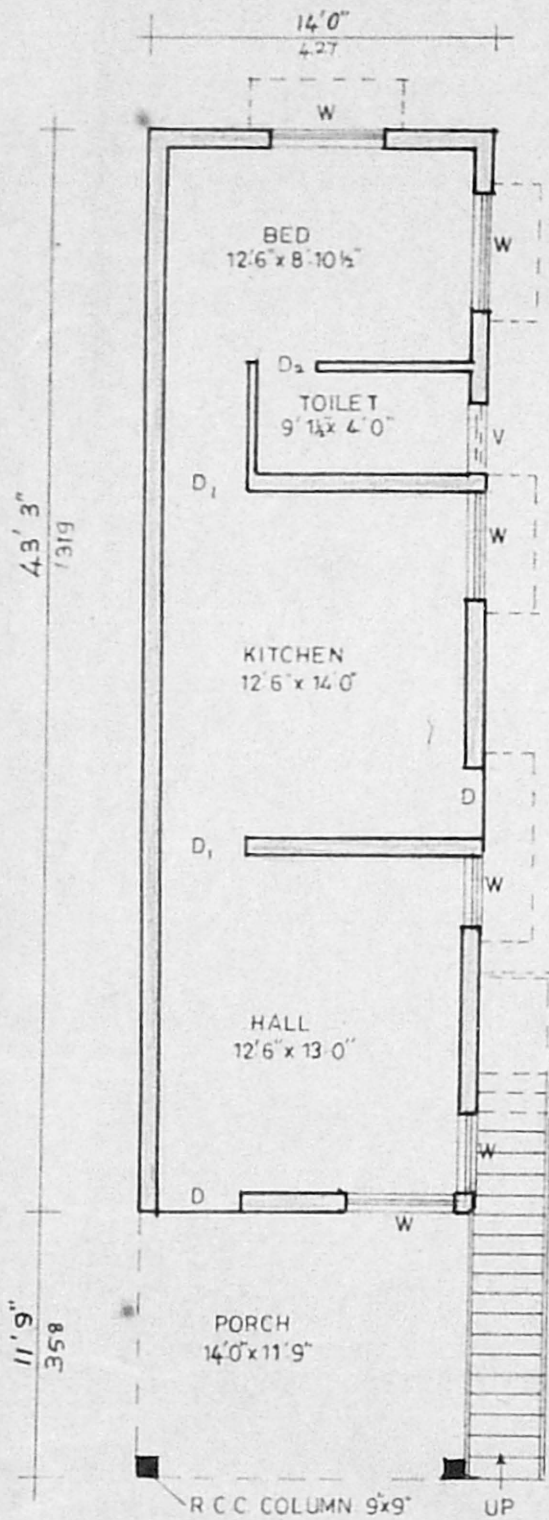 14'0"
4.27
W
BED
12'6" x 8'-10½"
W
D₂
TOILET
9'1½" x 4'0"
V
D₁
W
43'3"
1319
KITCHEN
12'6" x 14'0"
D
D₁
W
HALL
12'6" x 13-0"
W
D
W
11'9"
358
PORCH
14'0" x 11'9"
R C C COLUMN 9"x9"
UP